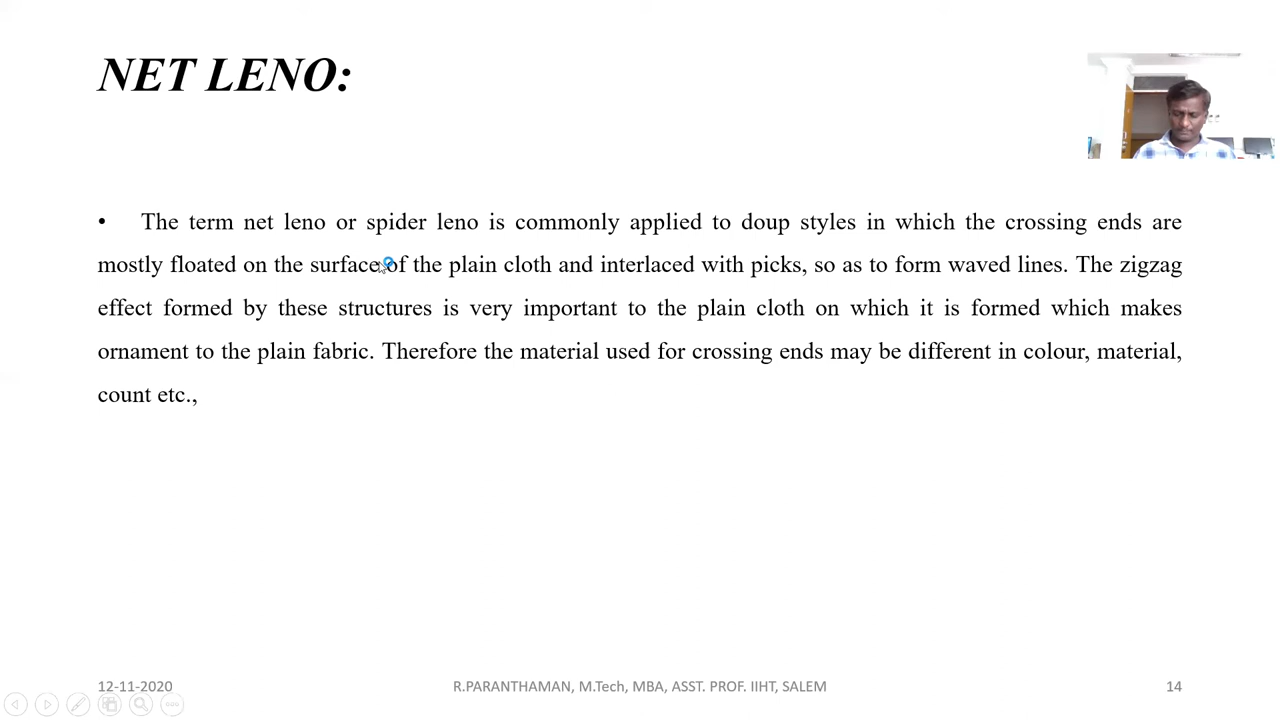 NET LENO:
• The term net leno or spider leno is commonly applied to doup styles in which the crossing ends are
mostly floated on the surface of the plain cloth and interlaced with picks, so as to form waved lines. The zigzag
effect formed by these structures is very important to the plain cloth on which it is formed which makes
ornament to the plain fabric. Therefore the material used for crossing ends may be different in colour, material,
count etc.,
12-11-2020
R.PARANTHAMAN, M.Tech, MBA, ASST. PROF. IIHT, SALEM
14